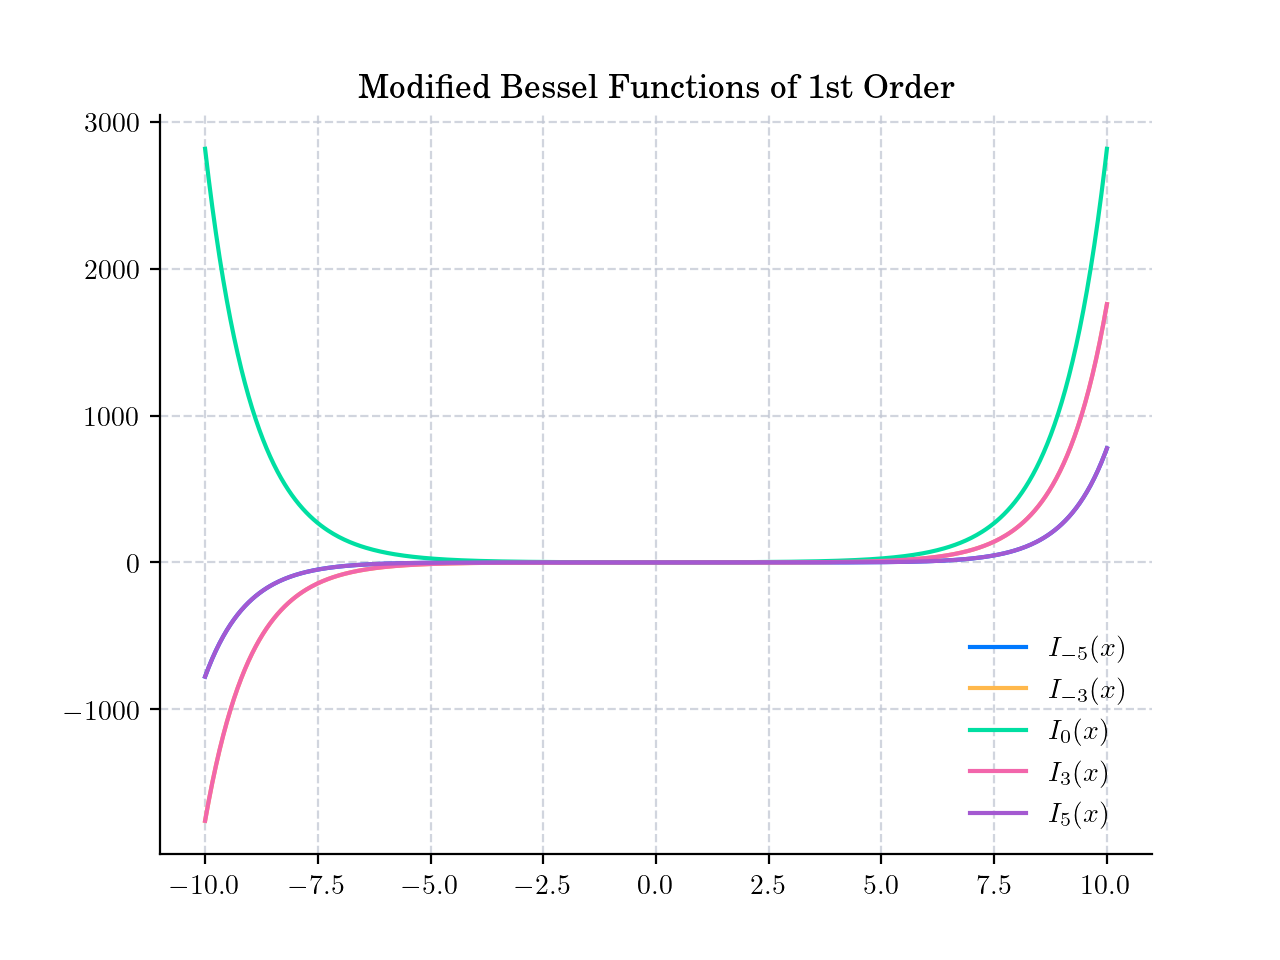 Modified Bessel Functions of 1st Order
3000
2000
1000
0
−1000
I₋₅(x)
I₋₃(x)
I₀(x)
I₃(x)
I₅(x)
−10.0 −7.5 −5.0 −2.5 0.0 2.5 5.0 7.5 10.0